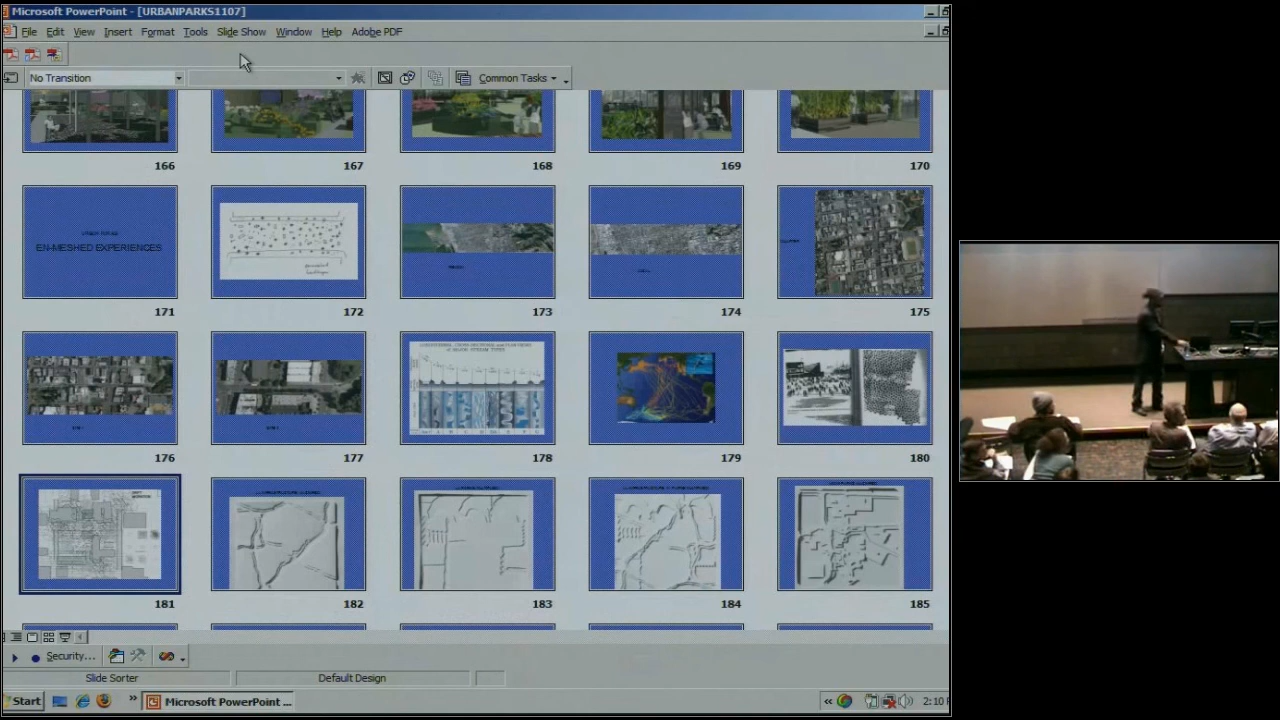 Microsoft PowerPoint - [URBANPARKS1107]
File Edit View Insert Format Tools Slide Show Window Help Adobe PDF
No Transition
Common Tasks
166 167 168 169 170
EN-MESHED EXPERIENCES
171 172 173 174 175
176 177 178 179 180
181 182 183 184 185
Security...
Slide Sorter Default Design
Start » Microsoft PowerPoint ... « 2:10